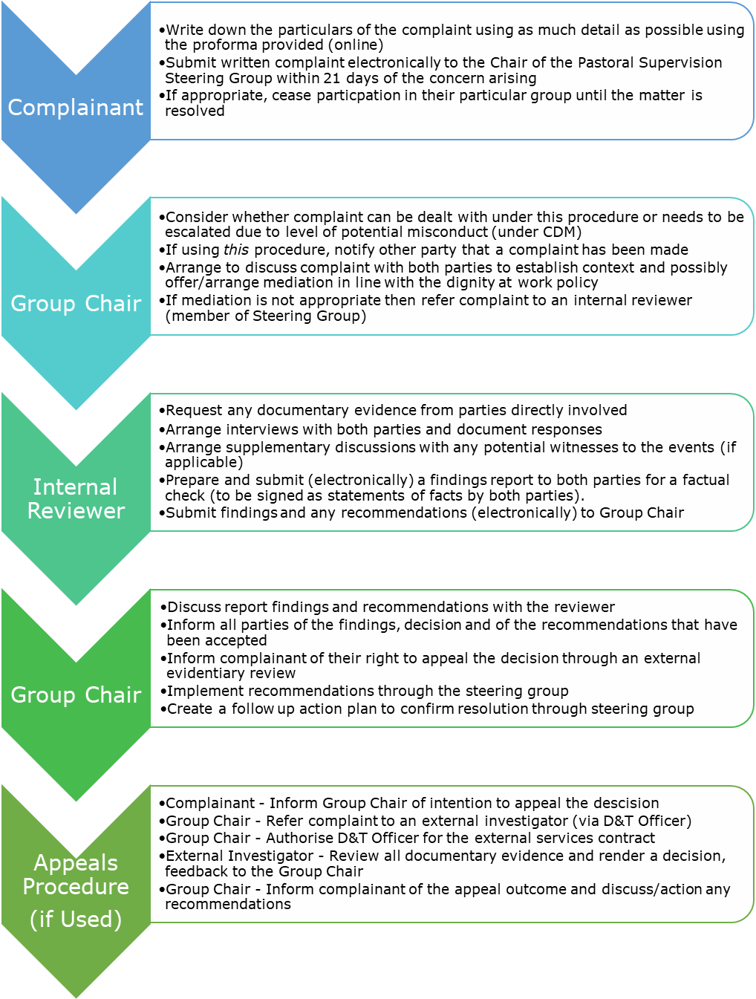 Complainant
•Write down the particulars of the complaint using as much detail as possible using
the proforma provided (online)
•Submit written complaint electronically to the Chair of the Pastoral Supervision
Steering Group within 21 days of the concern arising
•If appropriate, cease particpation in their particular group until the matter is
resolved
Group Chair
•Consider whether complaint can be dealt with under this procedure or needs to be
escalated due to level of potential misconduct (under CDM)
•If using this procedure, notify other party that a complaint has been made
•Arrange to discuss complaint with both parties to establish context and possibly
offer/arrange mediation in line with the dignity at work policy
•If mediation is not appropriate then refer complaint to an internal reviewer
(member of Steering Group)
Internal
Reviewer
•Request any documentary evidence from parties directly involved
•Arrange interviews with both parties and document responses
•Arrange supplementary discussions with any potential witnesses to the events (if
applicable)
•Prepare and submit (electronically) a findings report to both parties for a factual
check (to be signed as statements of facts by both parties).
•Submit findings and any recommendations (electronically) to Group Chair
Group Chair
•Discuss report findings and recommendations with the reviewer
•Inform all parties of the findings, decision and of the recommendations that have
been accepted
•Inform complainant of their right to appeal the decision through an external
evidentiary review
•Implement recommendations through the steering group
•Create a follow up action plan to confirm resolution through steering group
Appeals
Procedure
(if Used)
•Complainant - Inform Group Chair of intention to appeal the descision
•Group Chair - Refer complaint to an external investigator (via D&T Officer)
•Group Chair - Authorise D&T Officer for the external services contract
•External Investigator - Review all documentary evidence and render a decision,
feedback to the Group Chair
•Group Chair - Inform complainant of the appeal outcome and discuss/action any
recommendations